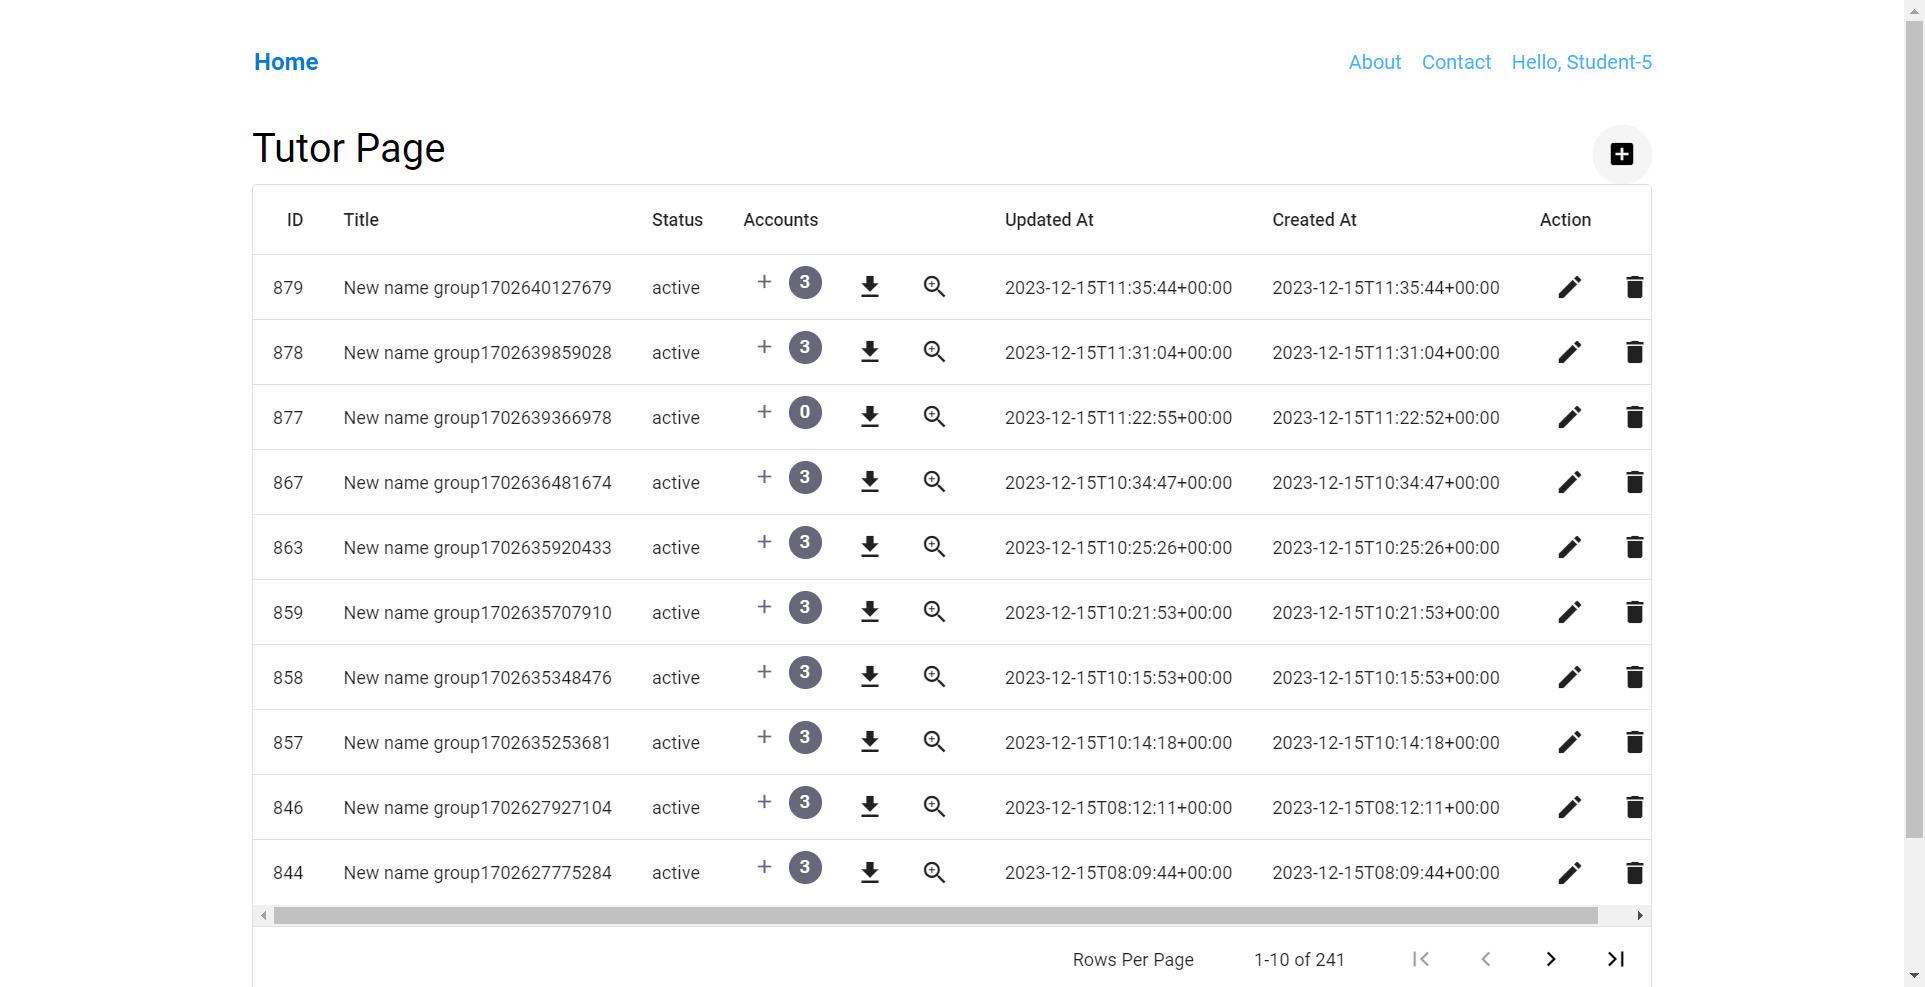 Home About Contact Hello, Student-5
Tutor Page
ID Title Status Accounts Updated At Created At Action
879 New name group1702640127679 active + 3 2023-12-15T11:35:44+00:00 2023-12-15T11:35:44+00:00
878 New name group1702639859028 active + 3 2023-12-15T11:31:04+00:00 2023-12-15T11:31:04+00:00
877 New name group1702639366978 active + 0 2023-12-15T11:22:55+00:00 2023-12-15T11:22:52+00:00
867 New name group1702636481674 active + 3 2023-12-15T10:34:47+00:00 2023-12-15T10:34:47+00:00
863 New name group1702635920433 active + 3 2023-12-15T10:25:26+00:00 2023-12-15T10:25:26+00:00
859 New name group1702635707910 active + 3 2023-12-15T10:21:53+00:00 2023-12-15T10:21:53+00:00
858 New name group1702635348476 active + 3 2023-12-15T10:15:53+00:00 2023-12-15T10:15:53+00:00
857 New name group1702635253681 active + 3 2023-12-15T10:14:18+00:00 2023-12-15T10:14:18+00:00
846 New name group1702627927104 active + 3 2023-12-15T08:12:11+00:00 2023-12-15T08:12:11+00:00
844 New name group1702627775284 active + 3 2023-12-15T08:09:44+00:00 2023-12-15T08:09:44+00:00
Rows Per Page 1-10 of 241